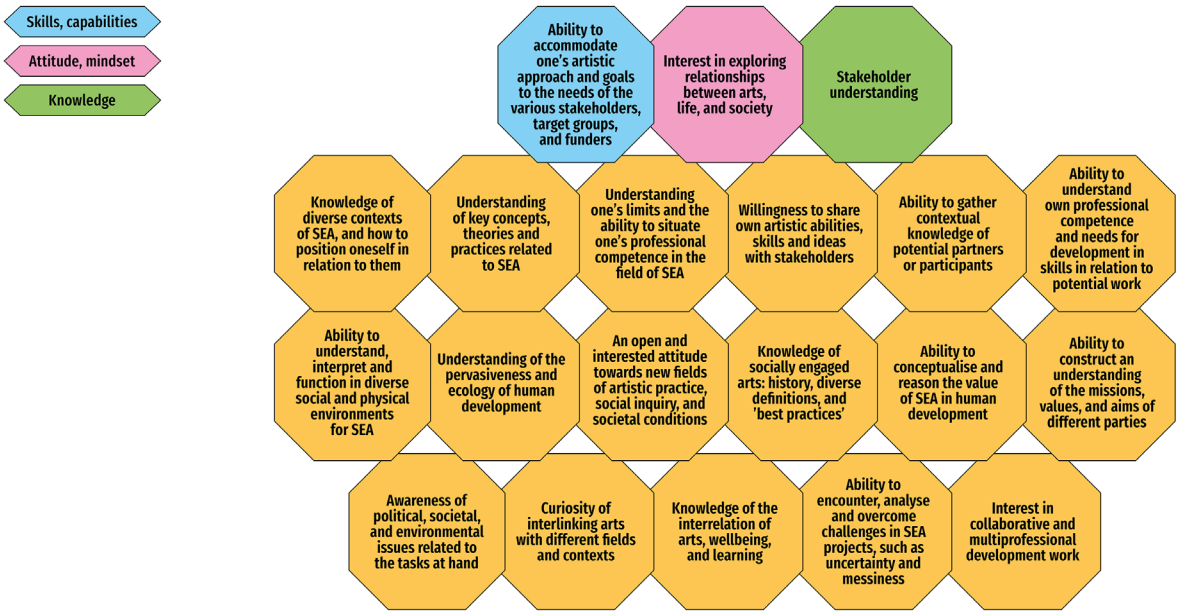 Skills, capabilities
Attitude, mindset
Knowledge
Ability to
accommodate
one's artistic
approach and goals
to the needs of the
various stakeholders,
target groups,
and funders
Interest in exploring
relationships
between arts,
life, and society
Stakeholder
understanding
Knowledge of
diverse contexts
of SEA, and how to
position oneself in
relation to them
Understanding
of key concepts,
theories and
practices related
to SEA
Understanding
one's limits and the
ability to situate
one's professional
competence in the
field of SEA
Willingness to share
own artistic abilities,
skills and ideas
with stakeholders
Ability to gather
contextual
knowledge of
potential partners
or participants
Ability to
understand
own professional
competence
and needs for
development in
skills in relation to
potential work
Ability to
understand,
interpret and
function in diverse
social and physical
environments
for SEA
Understanding of the
pervasiveness and
ecology of human
development
An open and
interested attitude
towards new fields
of artistic practice,
social inquiry, and
societal conditions
Knowledge of
socially engaged
arts: history, diverse
definitions, and
'best practices'
Ability to
conceptualise and
reason the value
of SEA in human
development
Ability to
construct an
understanding
of the missions,
values, and aims of
different parties
Awareness of
political, societal,
and environmental
issues related to
the tasks at hand
Curiosity of
interlinking arts
with different fields
and contexts
Knowledge of the
interrelation of
arts, wellbeing,
and learning
Ability to
encounter, analyse
and overcome
challenges in SEA
projects, such as
uncertainty and
messiness
Interest in
collaborative and
multiprofessional
development work